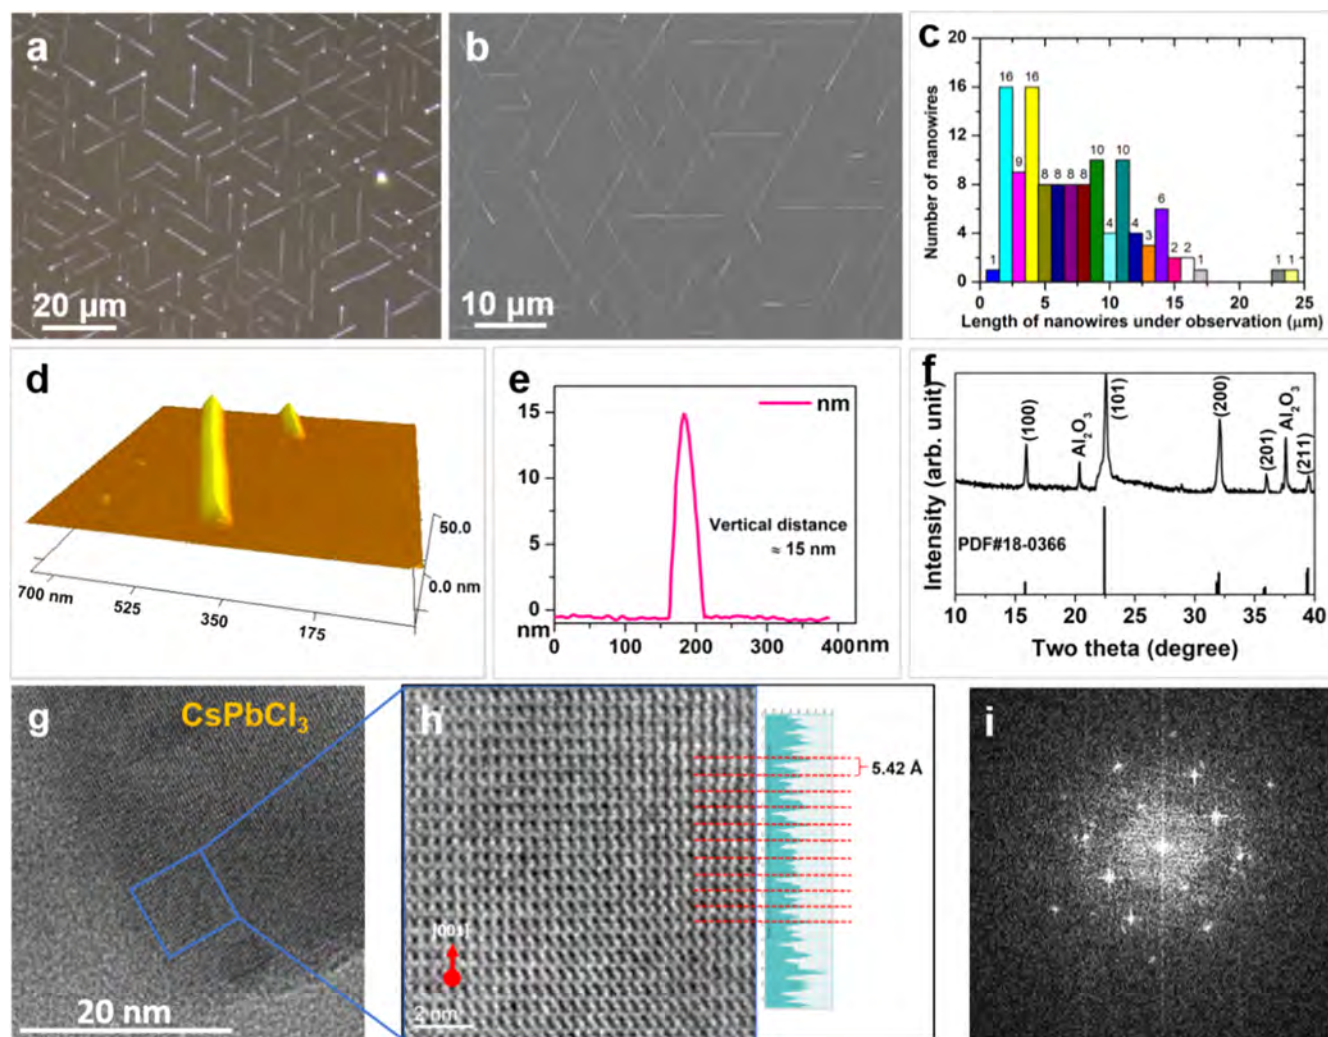 a
20 µm
b
10 µm
c
Number of nanowires
20
16
12
8
4
0
1
16
9
16
8
8
8
8
10
4
10
4
3
6
2
2
1
1
1
0
5
10
15
20
25
Length of nanowires under observation (µm)
d
50.0
0.0 nm
700 nm
525
350
175
e
15
10
5
0
nm
nm
Vertical distance
≈ 15 nm
0
100
200
300
400
nm
f
Intensity (arb. unit)
(100)
Al₂O₃
(101)
(200)
(201)
Al₂O₃
(211)
PDF#18-0366
10
15
20
25
30
35
40
Two theta (degree)
g
CsPbCl₃
20 nm
h
5.42 Å
[001]
2 nm
i